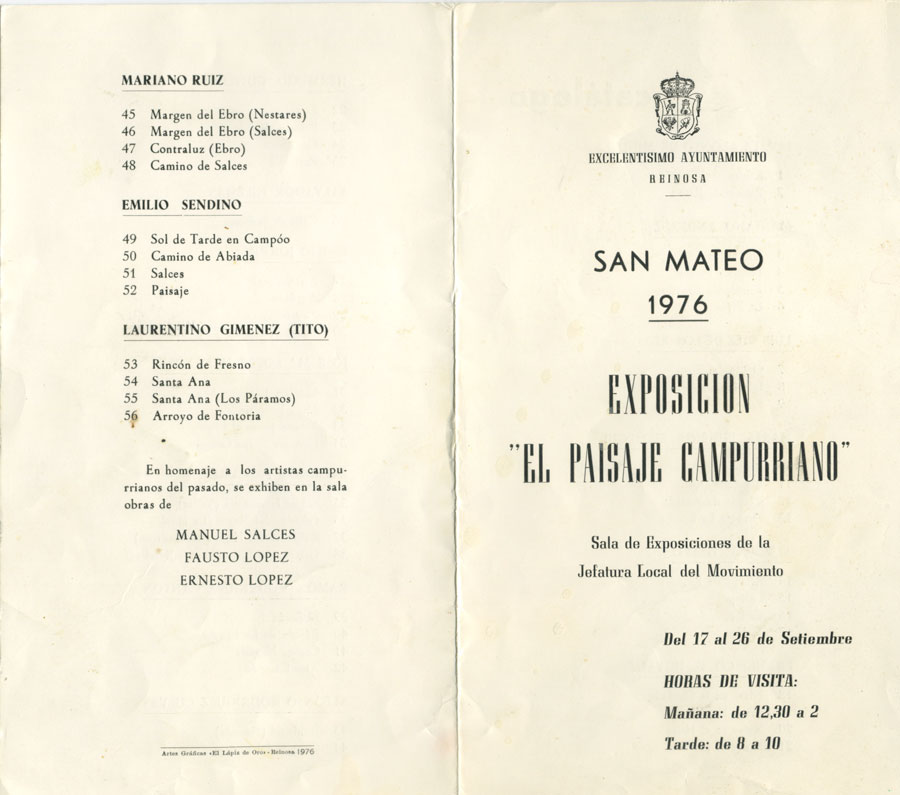 MARIANO RUIZ
45 Margen del Ebro (Nestares)
46 Margen del Ebro (Salces)
47 Contraluz (Ebro)
48 Camino de Salces
EMILIO SENDINO
49 Sol de Tarde en Campóo
50 Camino de Abiada
51 Salces
52 Paisaje
LAURENTINO GIMENEZ (TITO)
53 Rincón de Fresno
54 Santa Ana
55 Santa Ana (Los Páramos)
56 Arroyo de Fontoria
En homenaje a los artistas campu-
rrianos del pasado, se exhiben en la sala
obras de
MANUEL SALCES
FAUSTO LOPEZ
ERNESTO LOPEZ
Artes Gráficas «El Lápiz de Oro» - Reinosa 1976
EXCELENTISIMO AYUNTAMIENTO
REINOSA
SAN MATEO
1976
EXPOSICION
"EL PAISAJE CAMPURRIANO"
Sala de Exposiciones de la
Jefatura Local del Movimiento
Del 17 al 26 de Setiembre
HORAS DE VISITA:
Mañana: de 12,30 a 2
Tarde: de 8 a 10